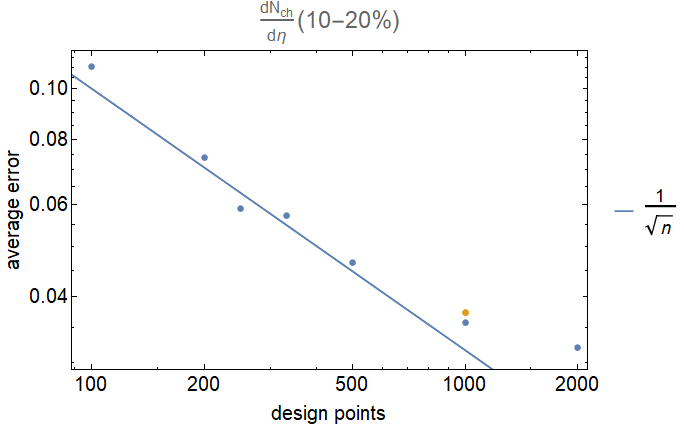 dN_ch/dη (10−20%)
0.10
0.08
0.06
0.04
average error
100 200 500 1000 2000
design points
1/√n